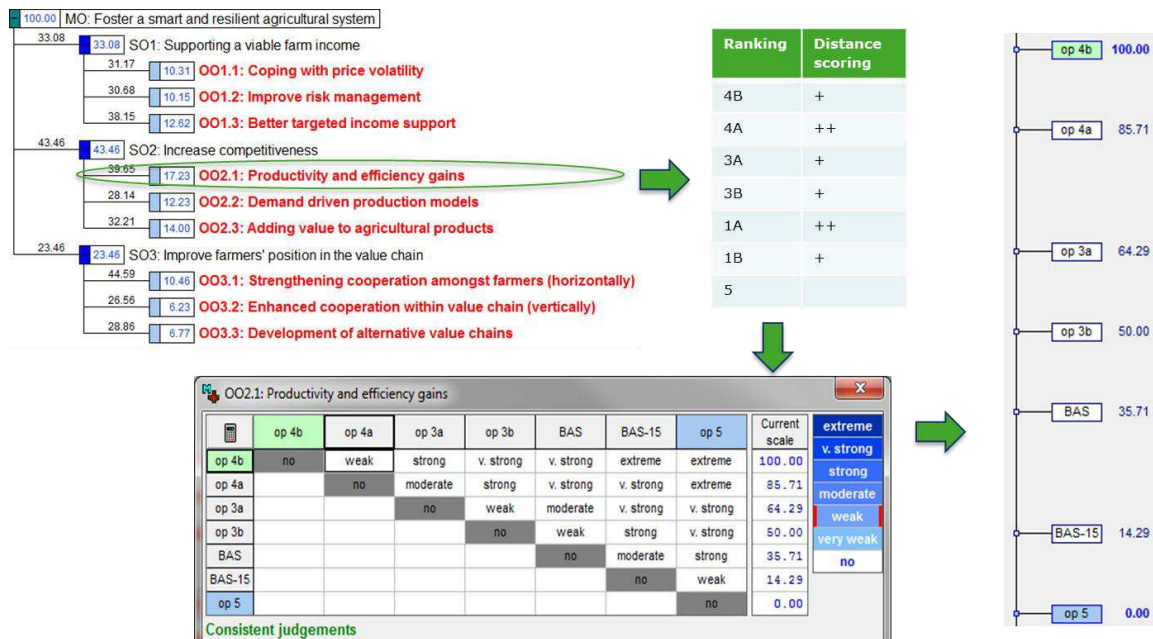 100.00 MO: Foster a smart and resilient agricultural system
33.08 33.08 SO1: Supporting a viable farm income
31.17 10.31 OO1.1: Coping with price volatility
30.68 10.15 OO1.2: Improve risk management
38.15 12.62 OO1.3: Better targeted income support
43.46 43.46 SO2: Increase competitiveness
39.65 17.23 OO2.1: Productivity and efficiency gains
28.14 12.23 OO2.2: Demand driven production models
32.21 14.00 OO2.3: Adding value to agricultural products
23.46 23.46 SO3: Improve farmers' position in the value chain
44.59 10.46 OO3.1: Strengthening cooperation amongst farmers (horizontally)
26.56 6.23 OO3.2: Enhanced cooperation within value chain (vertically)
28.86 6.77 OO3.3: Development of alternative value chains
Ranking Distance
scoring
4B +
4A ++
3A +
3B +
1A ++
1B +
5
op 4b 100.00
op 4a 85.71
op 3a 64.29
op 3b 50.00
BAS 35.71
BAS-15 14.29
op 5 0.00
OO2.1: Productivity and efficiency gains
op 4b op 4a op 3a op 3b BAS BAS-15 op 5 Current
scale
op 4b no weak strong v. strong v. strong extreme extreme 100.00
op 4a no moderate strong v. strong v. strong extreme 85.71
op 3a no weak moderate v. strong v. strong 64.29
op 3b no weak strong v. strong 50.00
BAS no moderate strong 35.71
BAS-15 no weak 14.29
op 5 no 0.00
extreme
v. strong
strong
moderate
weak
very weak
no
Consistent judgements